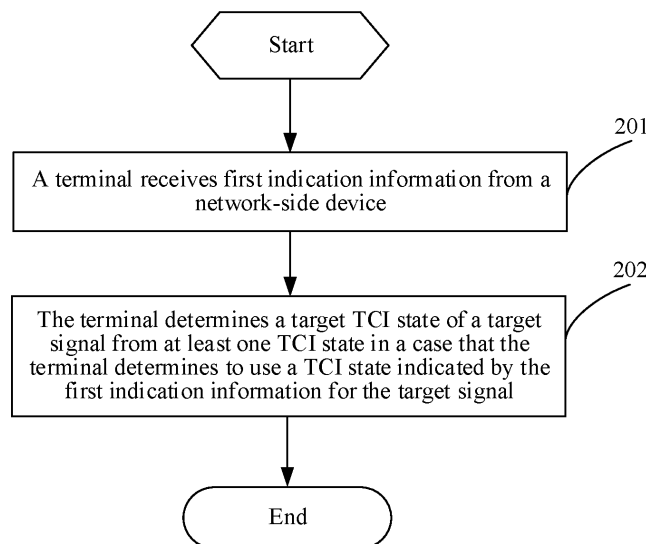 Start
201
A terminal receives first indication information from a
network-side device
202
The terminal determines a target TCI state of a target
signal from at least one TCI state in a case that the
terminal determines to use a TCI state indicated by the
first indication information for the target signal
End